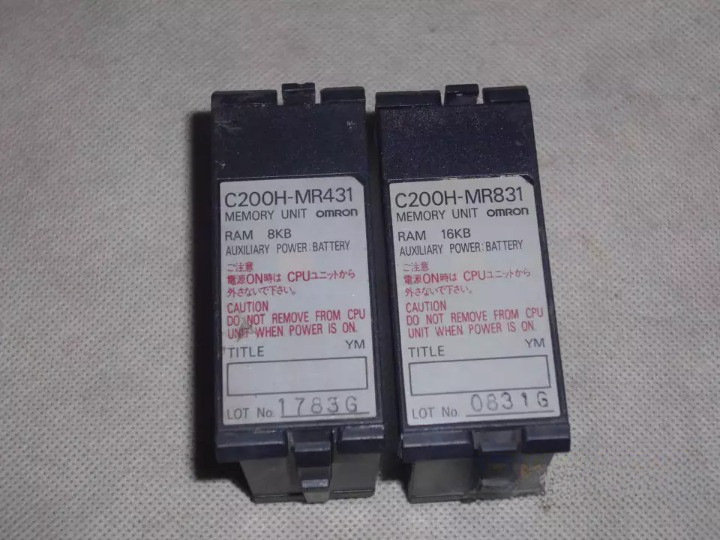 C200H-MR431
MEMORY UNIT OMRON
RAM 8KB
AUXILIARY POWER:BATTERY
ご注意
電源ON時は CPUユニットから
外さないで下さい。
CAUTION
DO NOT REMOVE FROM CPU
UNIT WHEN POWER IS ON.
TITLE YM
LOT No. 1783G
C200H-MR831
MEMORY UNIT OMRON
RAM 16KB
AUXILIARY POWER:BATTERY
ご注意
電源ON時は CPUユニットから
外さないで下さい。
CAUTION
DO NOT REMOVE FROM CPU
UNIT WHEN POWER IS ON.
TITLE YM
LOT No. 0831G